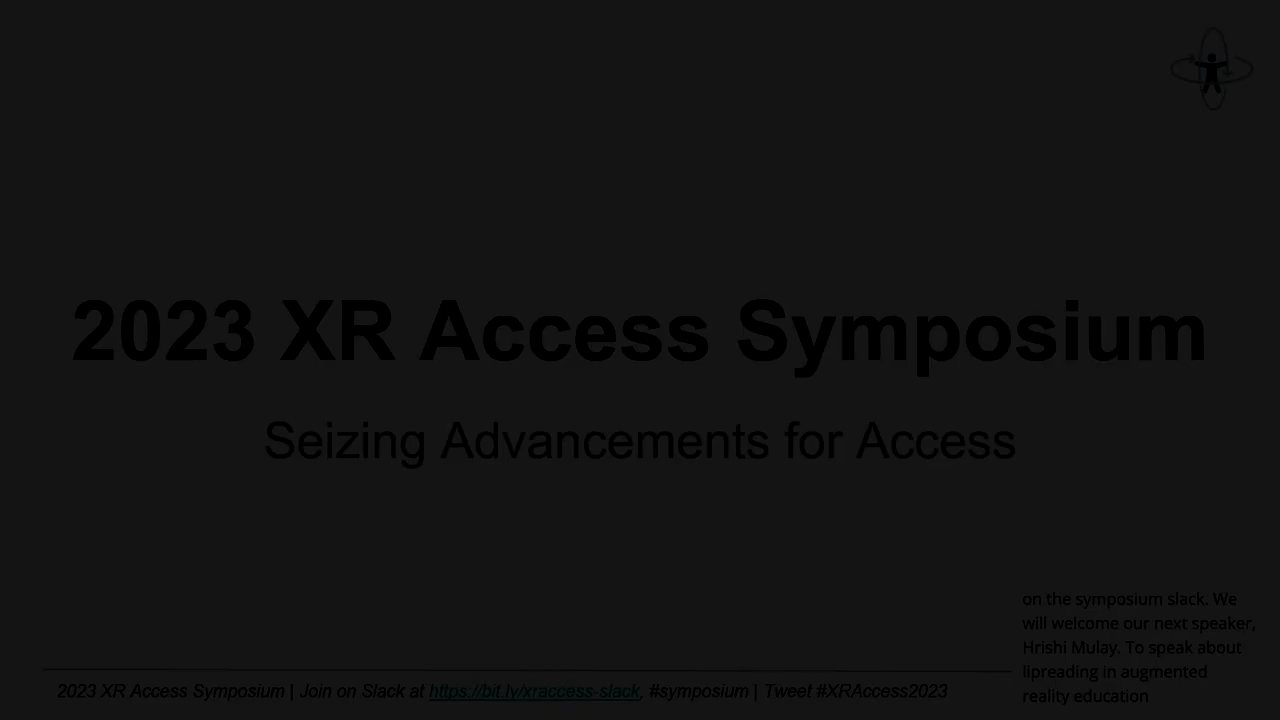 2023 XR Access Symposium
Seizing Advancements for Access
on the symposium slack. We
will welcome our next speaker,
Hrishi Mulay. To speak about
lipreading in augmented
reality education
2023 XR Access Symposium | Join on Slack at https://bit.ly/xraccess-slack, #symposium | Tweet #XRAccess2023